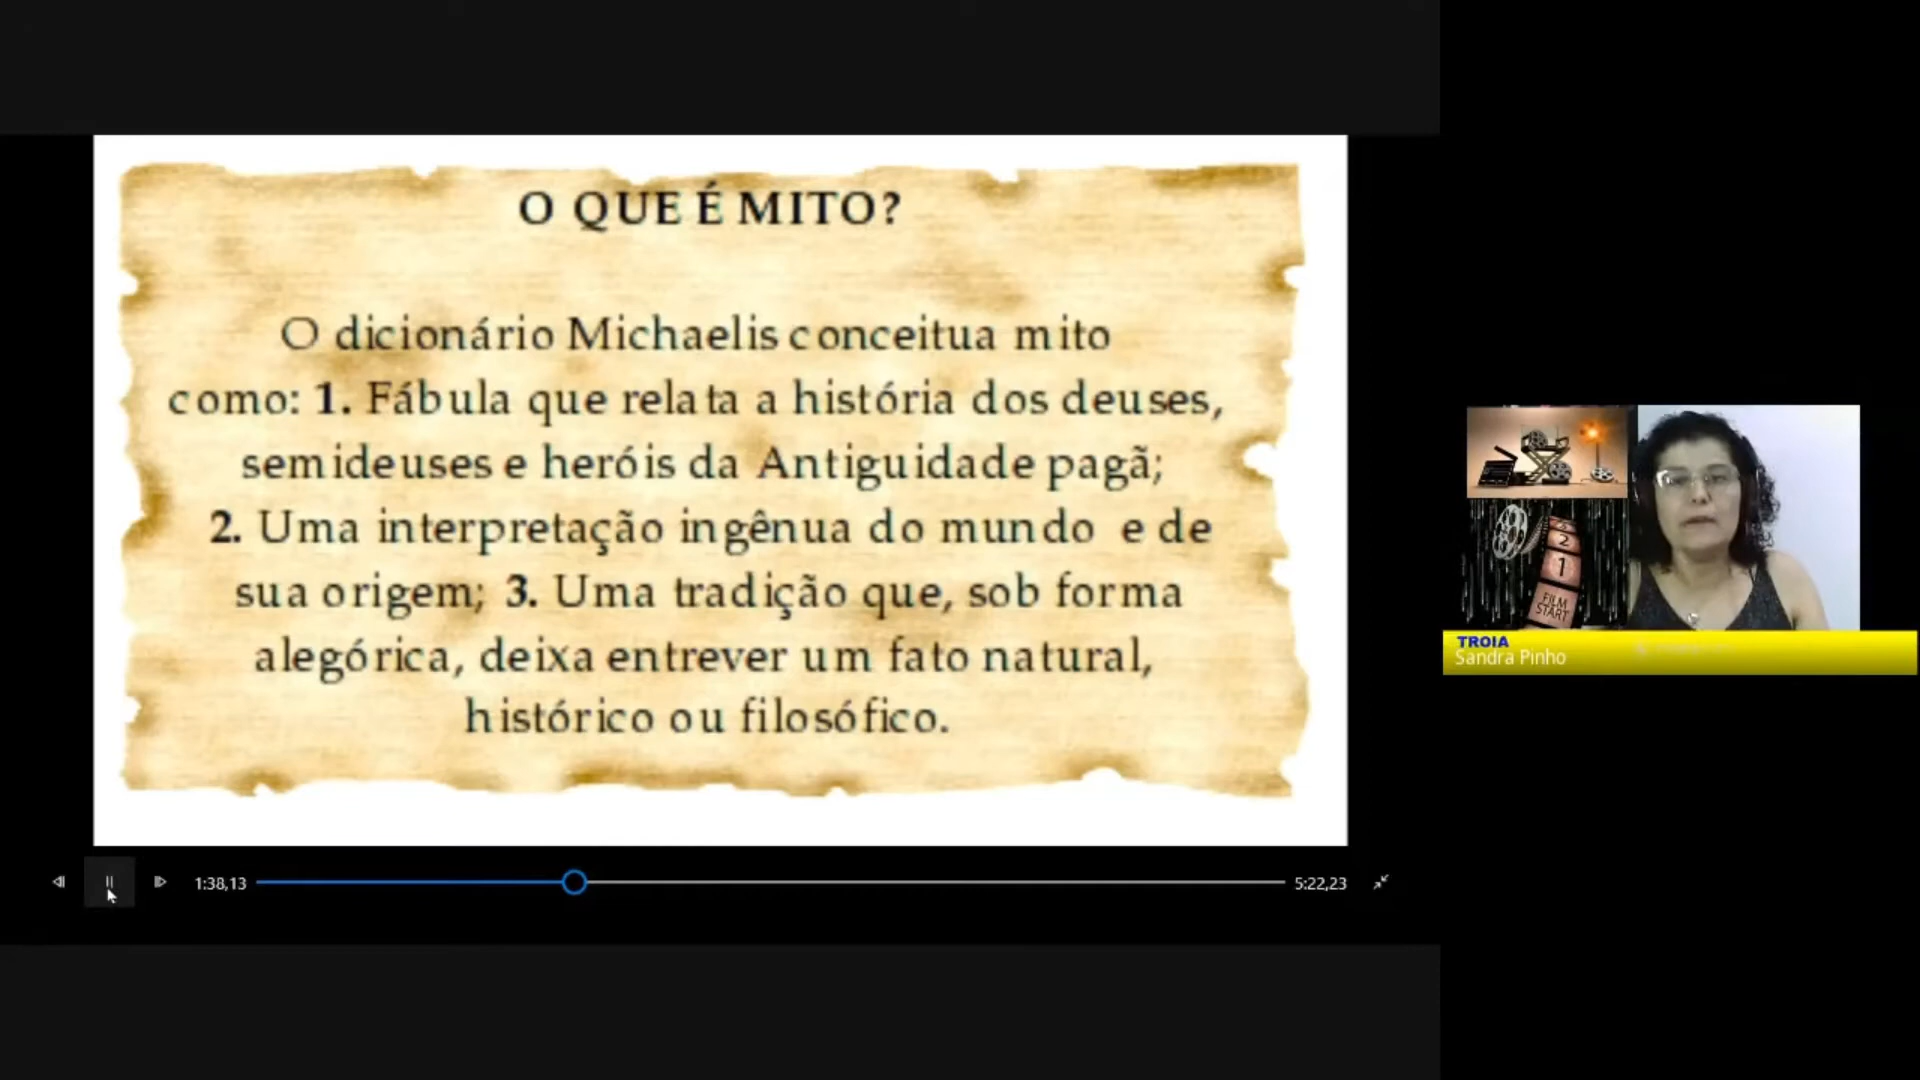 O QUE É MITO?
O dicionário Michaelis conceitua mito
como: 1. Fábula que relata a história dos deuses,
semideuses e heróis da Antiguidade pagã;
2. Uma interpretação ingênua do mundo e de
sua origem; 3. Uma tradição que, sob forma
alegórica, deixa entrever um fato natural,
histórico ou filosófico.
1:38,13
5:22,23
2
1
FILM
START
TROIA
Sandra Pinho